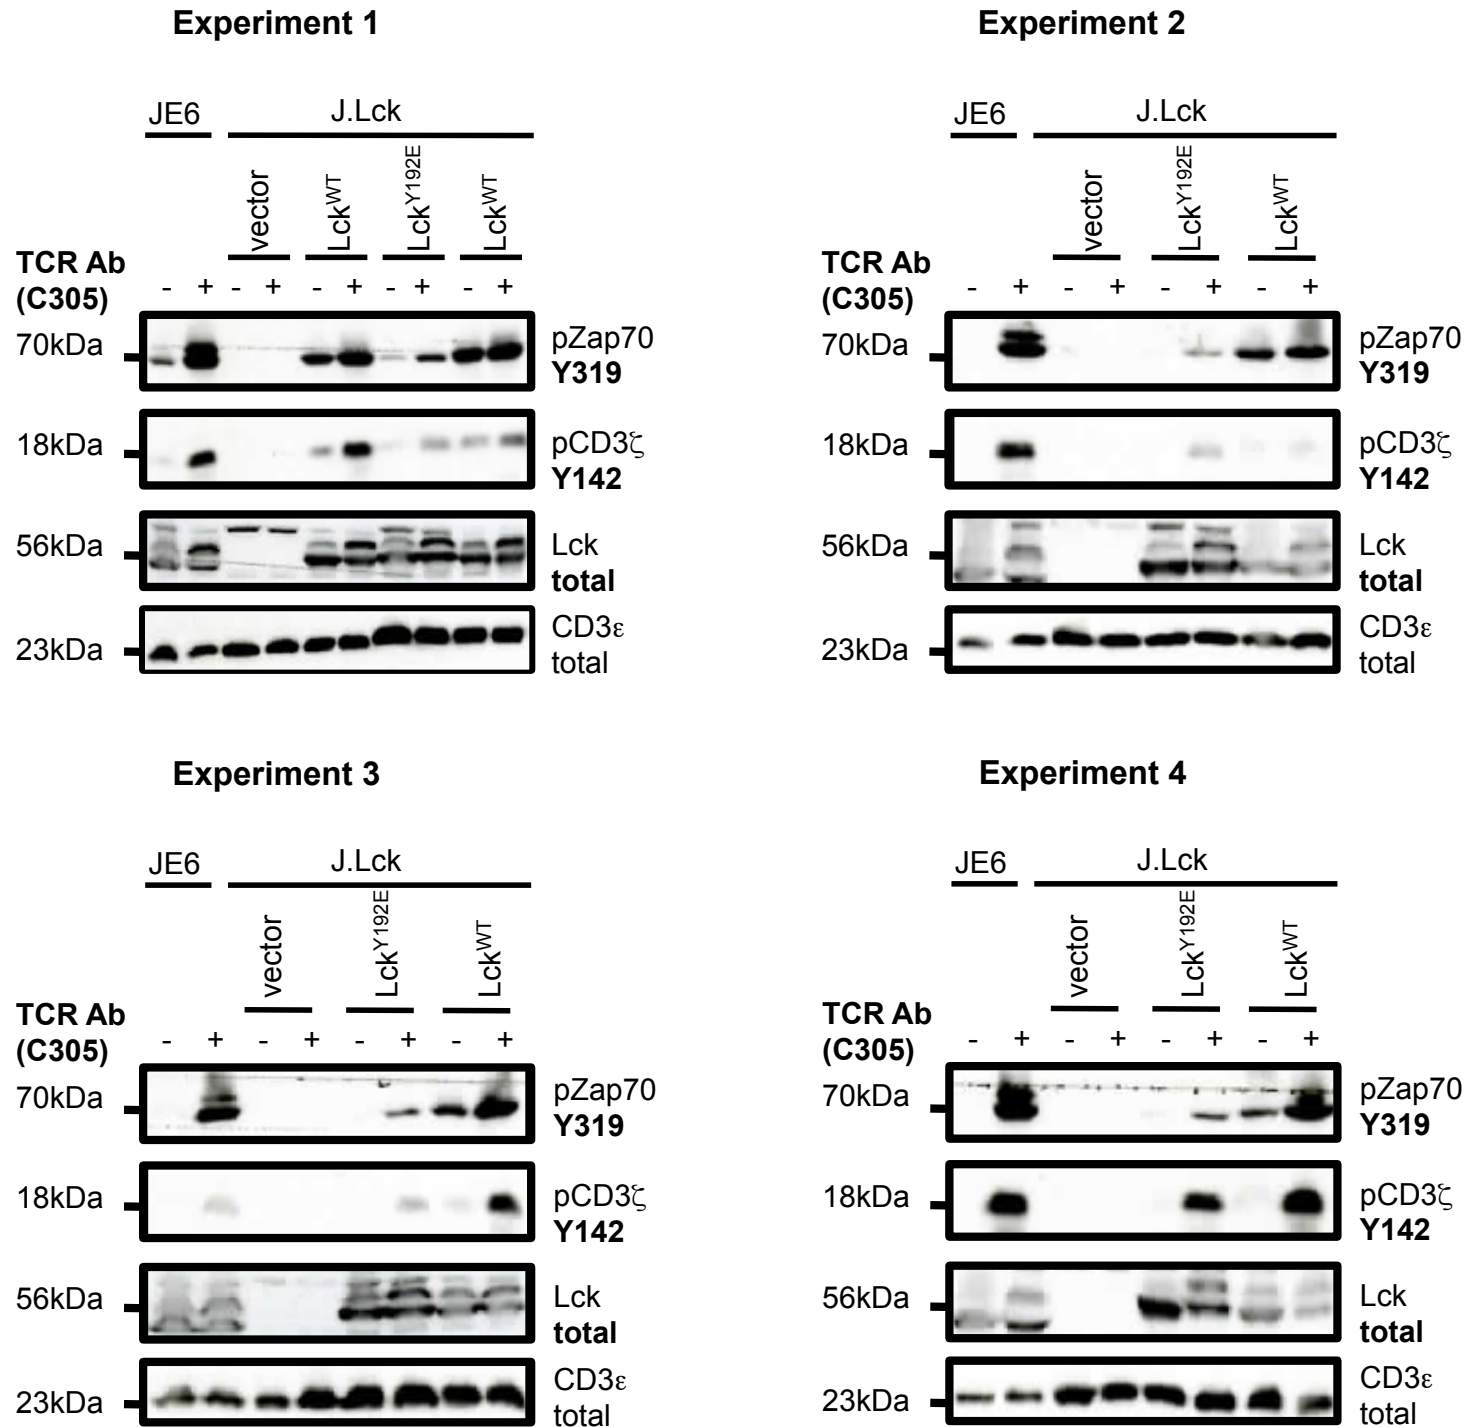 Experiment 1
JE6 J.Lck
vector Lck^WT Lck^Y192E Lck^WT
TCR Ab
(C305) - + - + - + - + - +
70kDa pZap70
Y319
18kDa pCD3ζ
Y142
56kDa Lck
total
23kDa CD3ε
total
Experiment 2
JE6 J.Lck
vector Lck^Y192E Lck^WT
TCR Ab
(C305) - + - + - + - +
70kDa pZap70
Y319
18kDa pCD3ζ
Y142
56kDa Lck
total
23kDa CD3ε
total
Experiment 3
JE6 J.Lck
vector Lck^Y192E Lck^WT
TCR Ab
(C305) - + - + - + - +
70kDa pZap70
Y319
18kDa pCD3ζ
Y142
56kDa Lck
total
23kDa CD3ε
total
Experiment 4
JE6 J.Lck
vector Lck^Y192E Lck^WT
TCR Ab
(C305) - + - + - + - +
70kDa pZap70
Y319
18kDa pCD3ζ
Y142
56kDa Lck
total
23kDa CD3ε
total